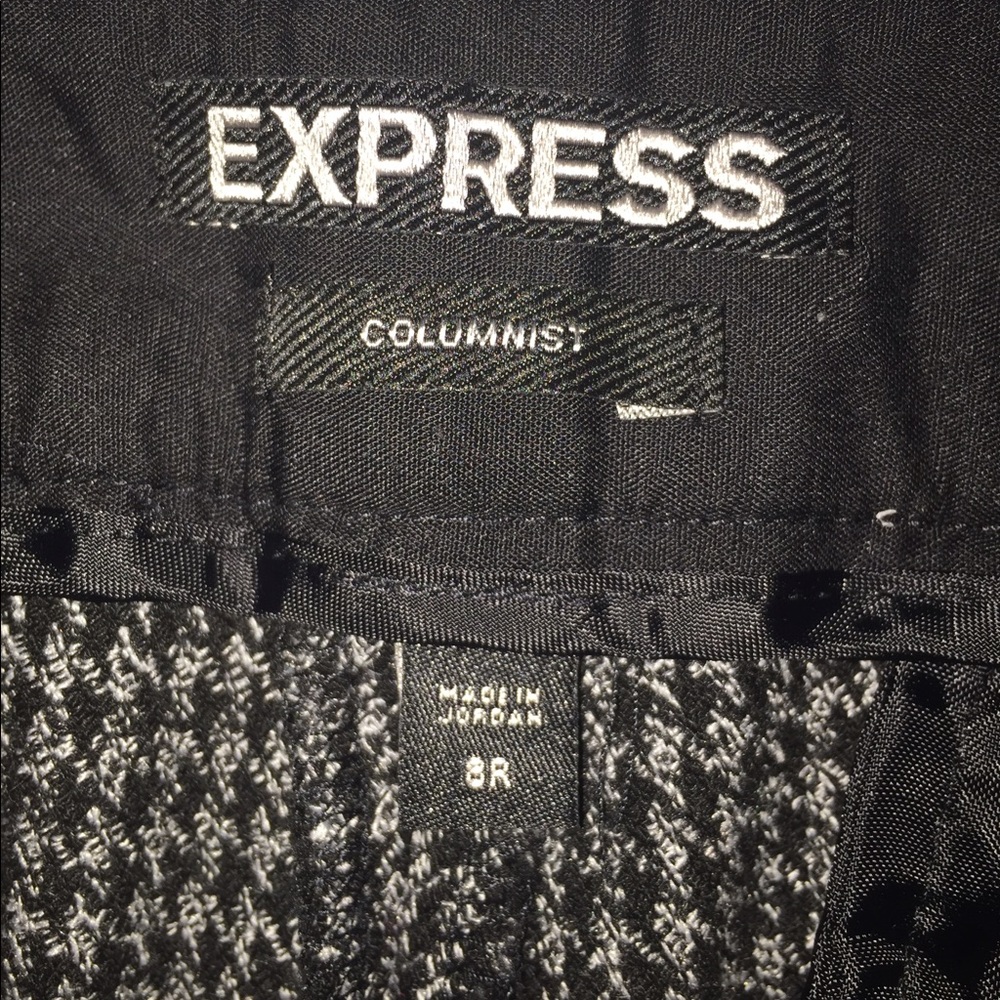 EXPRESS
COLUMNIST
MADE IN
JORDAN
8R